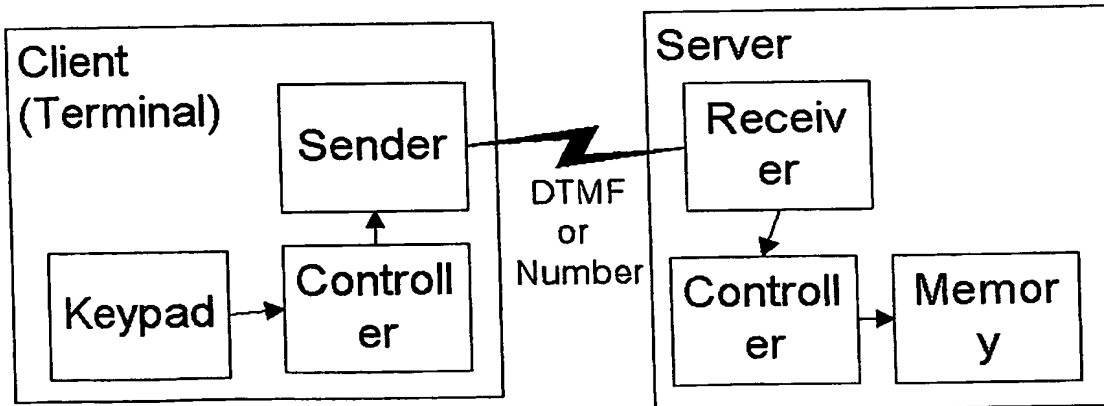 Client
(Terminal)
Sender
Keypad
Controll
er
DTMF
or
Number
Server
Receiv
er
Controll
er
Memor
y